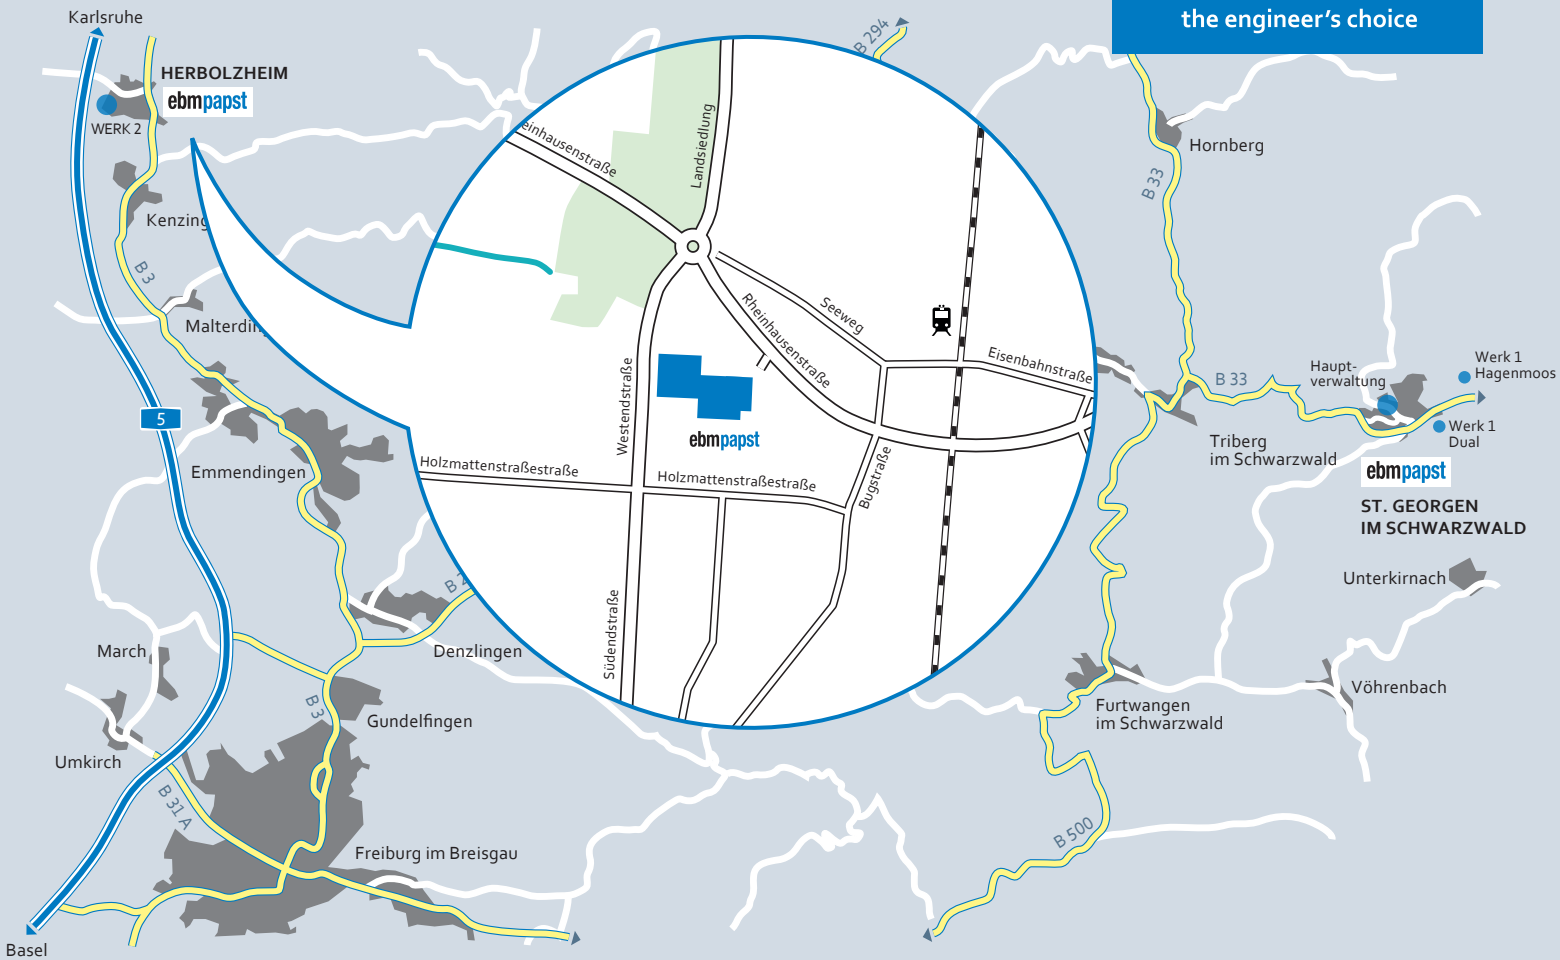 the engineer's choice
Karlsruhe
HERBOLZHEIM
ebmpapst
WERK 2
Kenzing
B 3
Malterdin
5
Emmendingen
B 294
einhausenstraße
Landsiedlung
Rheinhausenstraße
Seeweg
Eisenbahnstraße
Westendstraße
ebmpapst
Holzmattenstraßestraße
Holzmattenstraßestraße
Bugstraße
Südendstraße
Hornberg
B 33
B 33
Haupt-
verwaltung
Werk 1
Hagenmoos
Werk 1
Dual
Triberg
im Schwarzwald
ebmpapst
ST. GEORGEN
IM SCHWARZWALD
Unterkirnach
Vöhrenbach
Furtwangen
im Schwarzwald
B 500
B
Denzlingen
March
B 3
Gundelfingen
Umkirch
B 31 A
Freiburg im Breisgau
Basel